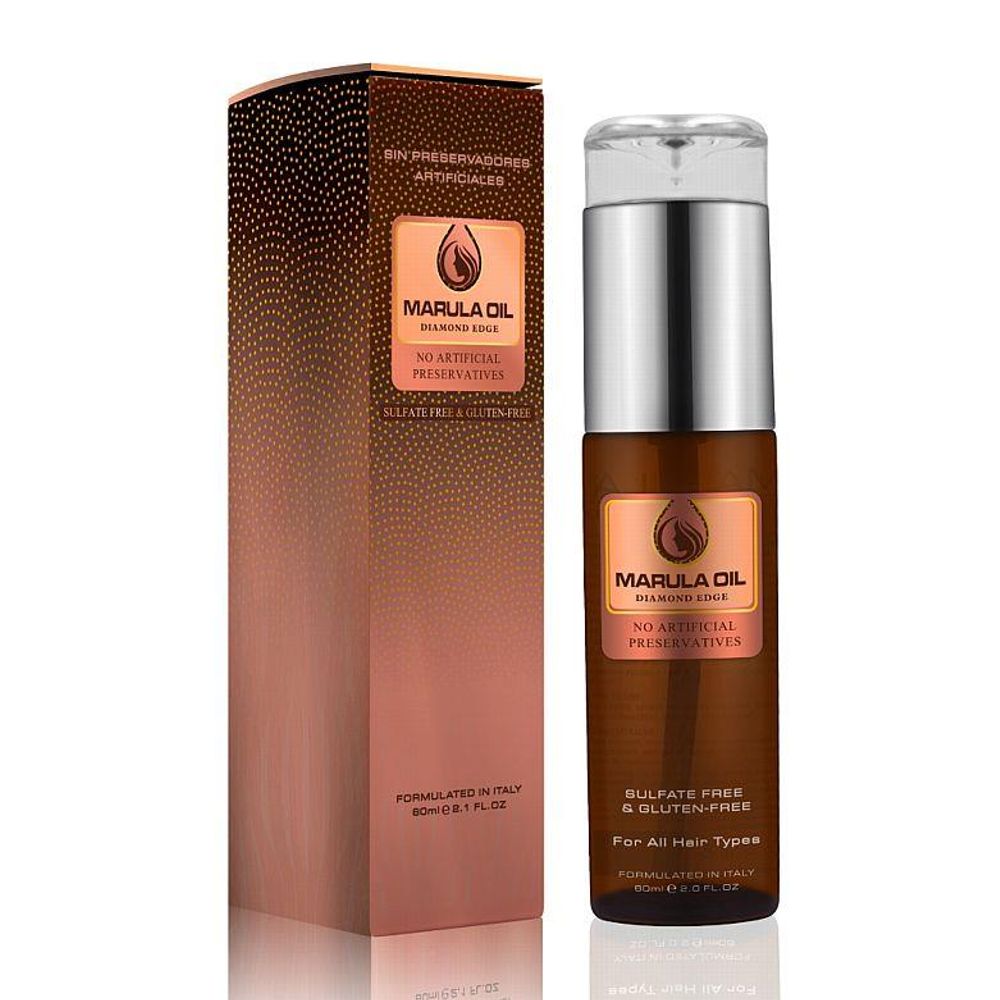 SIN PRESERVADORES
ARTIFICIALES
MARULA OIL
DIAMOND EDGE
NO ARTIFICIAL
PRESERVATIVES
SULFATE FREE & GLUTEN-FREE
FORMULATED IN ITALY
60ml e 2.1 FL.OZ
MARULA OIL
DIAMOND EDGE
NO ARTIFICIAL
PRESERVATIVES
SULFATE FREE
& GLUTEN-FREE
For All Hair Types
FORMULATED IN ITALY
60ml e 2.0 FL.OZ